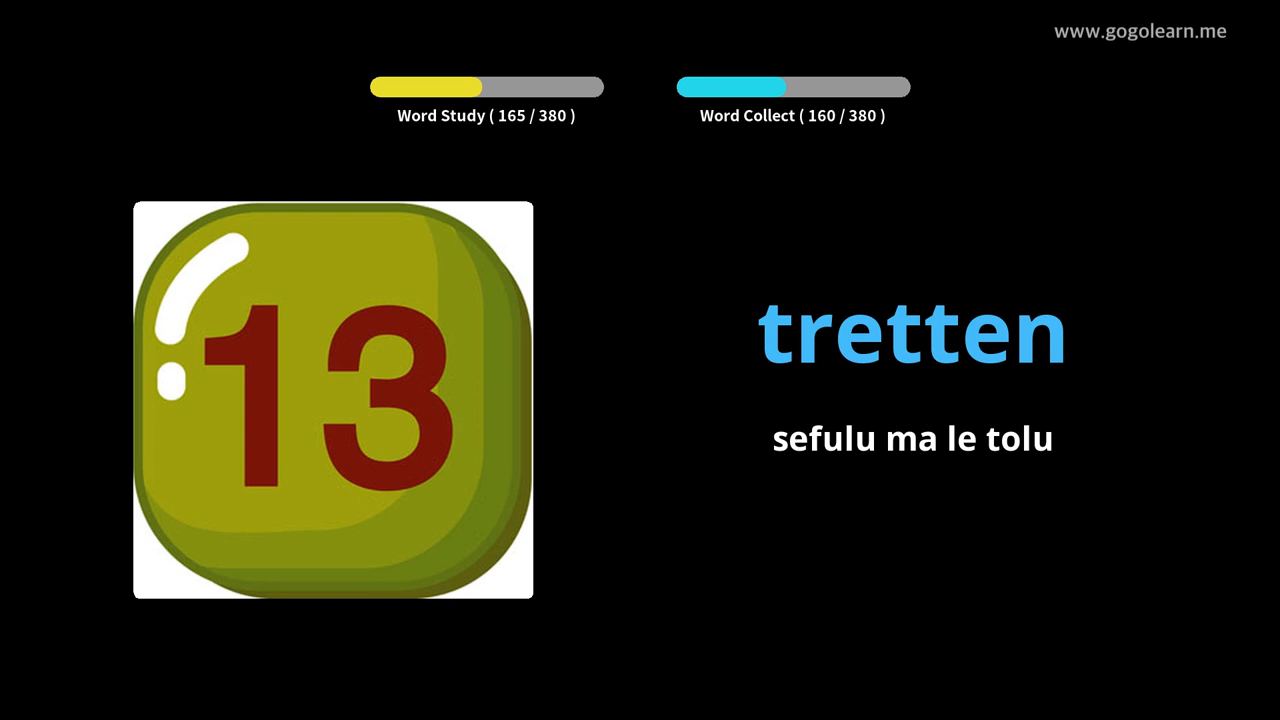 www.gogolearn.me
Word Study ( 165 / 380 )
Word Collect ( 160 / 380 )
13
tretten
sefulu ma le tolu